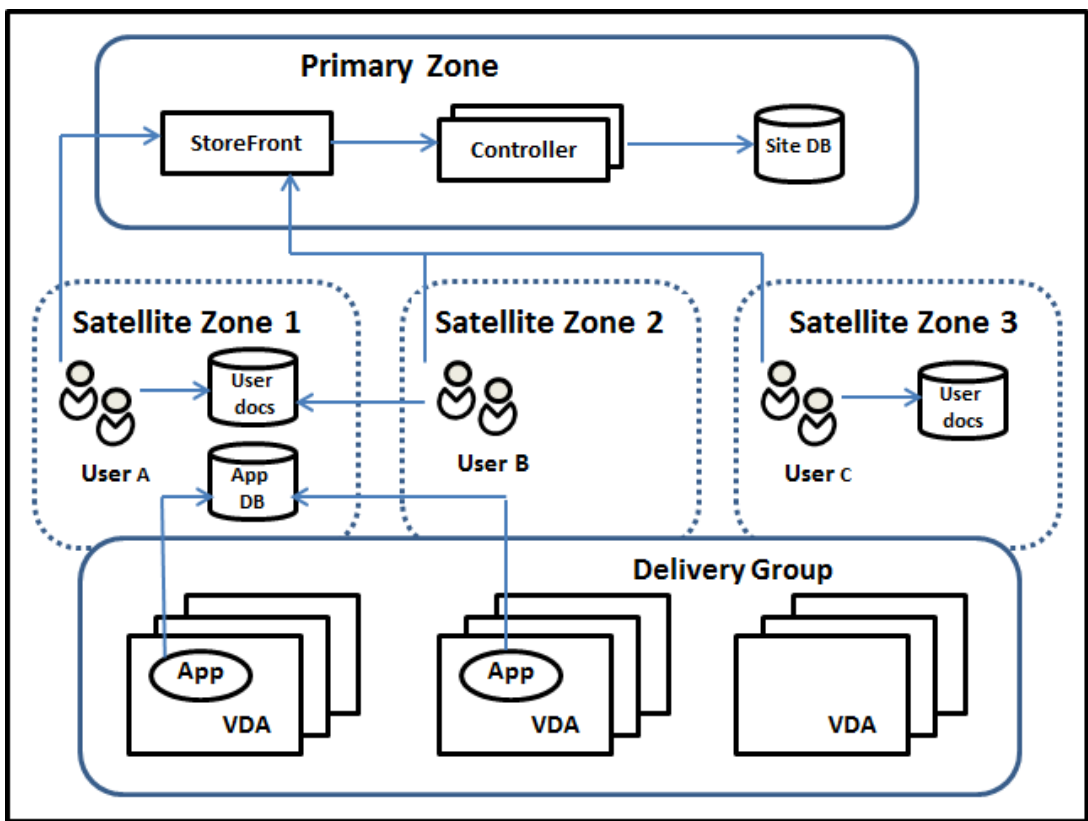 Primary Zone
StoreFront
Controller
Site DB
Satellite Zone 1
Satellite Zone 2
Satellite Zone 3
User
docs
User A
App
DB
User B
User
docs
User C
Delivery Group
App
VDA
App
VDA
VDA